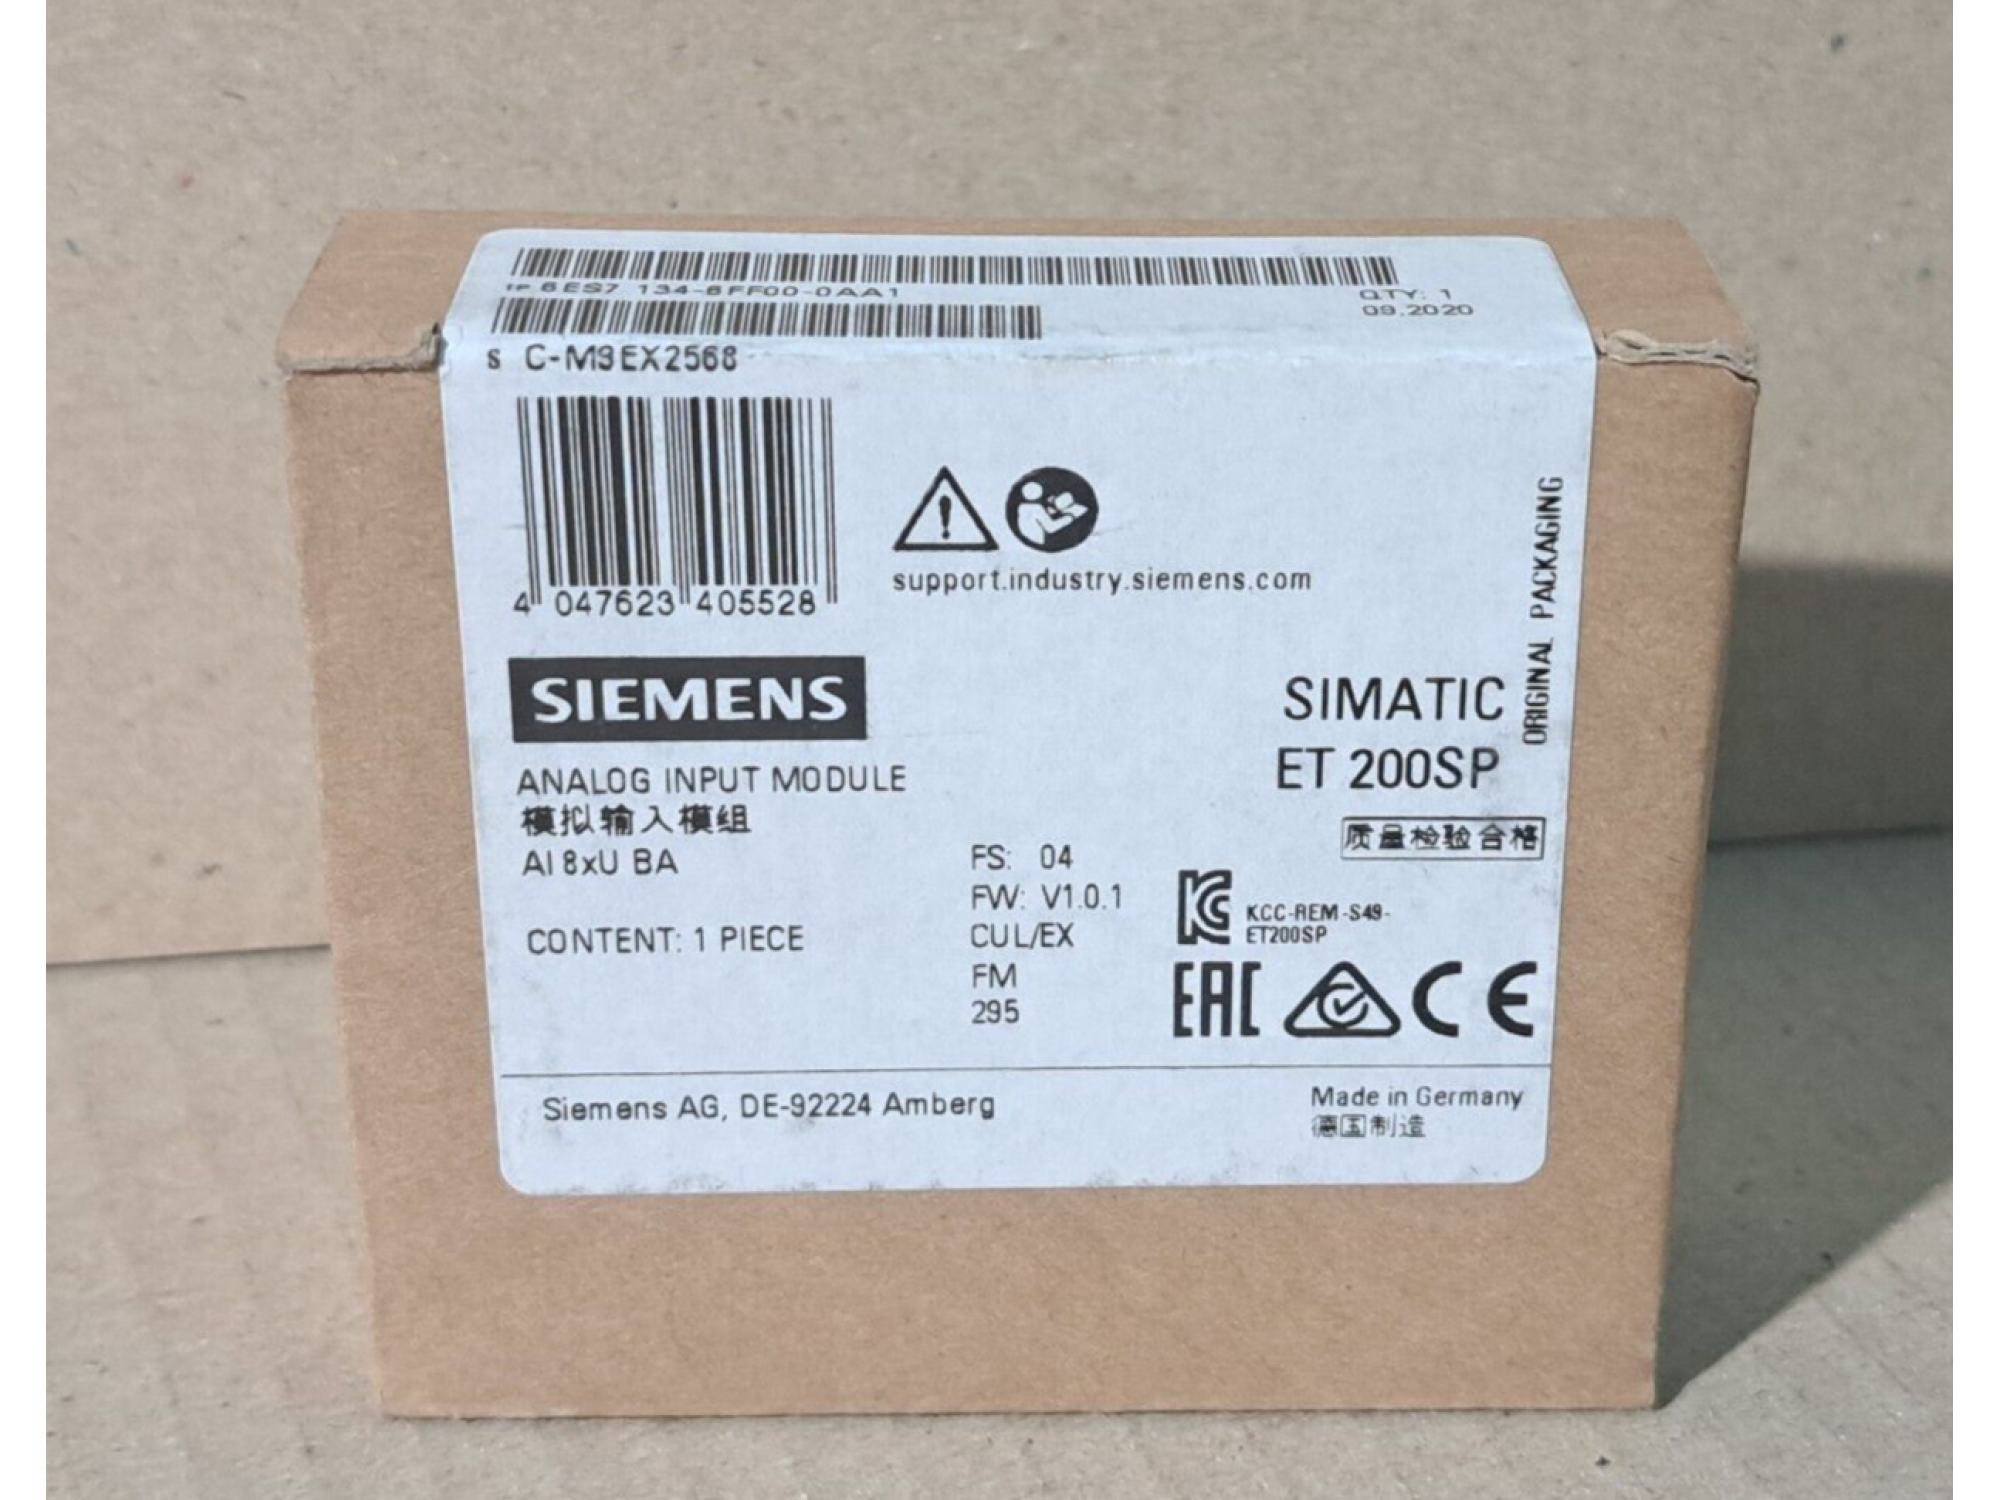 1P 6ES7 134-6FF00-0AA1
QTY: 1
09.2020
S C-M9EX2568
4 047623 405528
support.industry.siemens.com
ORIGINAL PACKAGING
SIEMENS
SIMATIC
ET 200SP
ANALOG INPUT MODULE
模拟输入模组
AI 8xU BA
质量检验合格
FS: 04
FW: V1.0.1
CUL/EX
FM
295
KCC-REM-S49-
ET200SP
CONTENT: 1 PIECE
EAC
CE
Siemens AG, DE-92224 Amberg
Made in Germany
德国制造